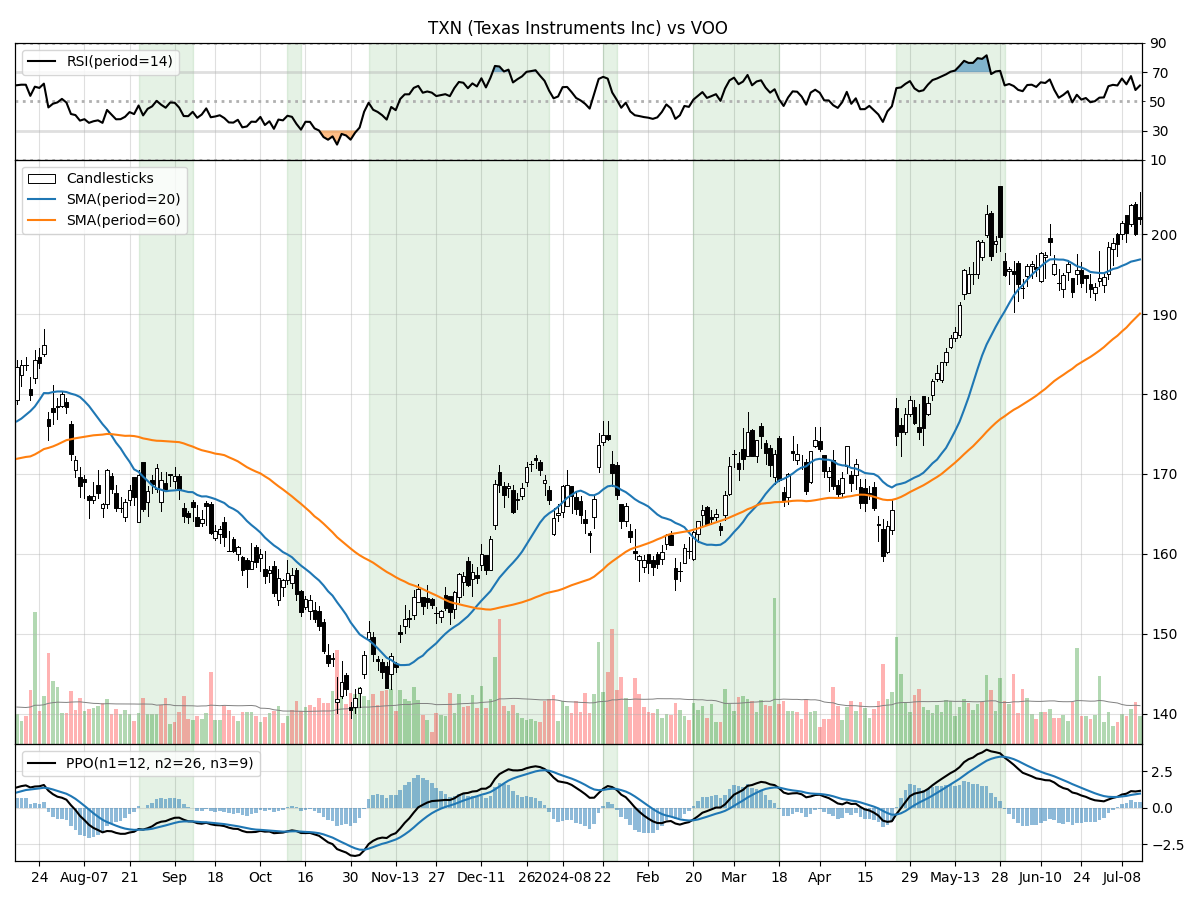 TXN (Texas Instruments Inc) vs VOO
RSI(period=14)
90
70
50
30
10
Candlesticks
SMA(period=20)
SMA(period=60)
200
190
180
170
160
150
140
PPO(n1=12, n2=26, n3=9)
2.5
0.0
−2.5
24 Aug-07 21 Sep 18 Oct 16 30 Nov-13 27 Dec-11 26 2024-08 22 Feb 20 Mar 18 Apr 15 29 May-13 28 Jun-10 24 Jul-08